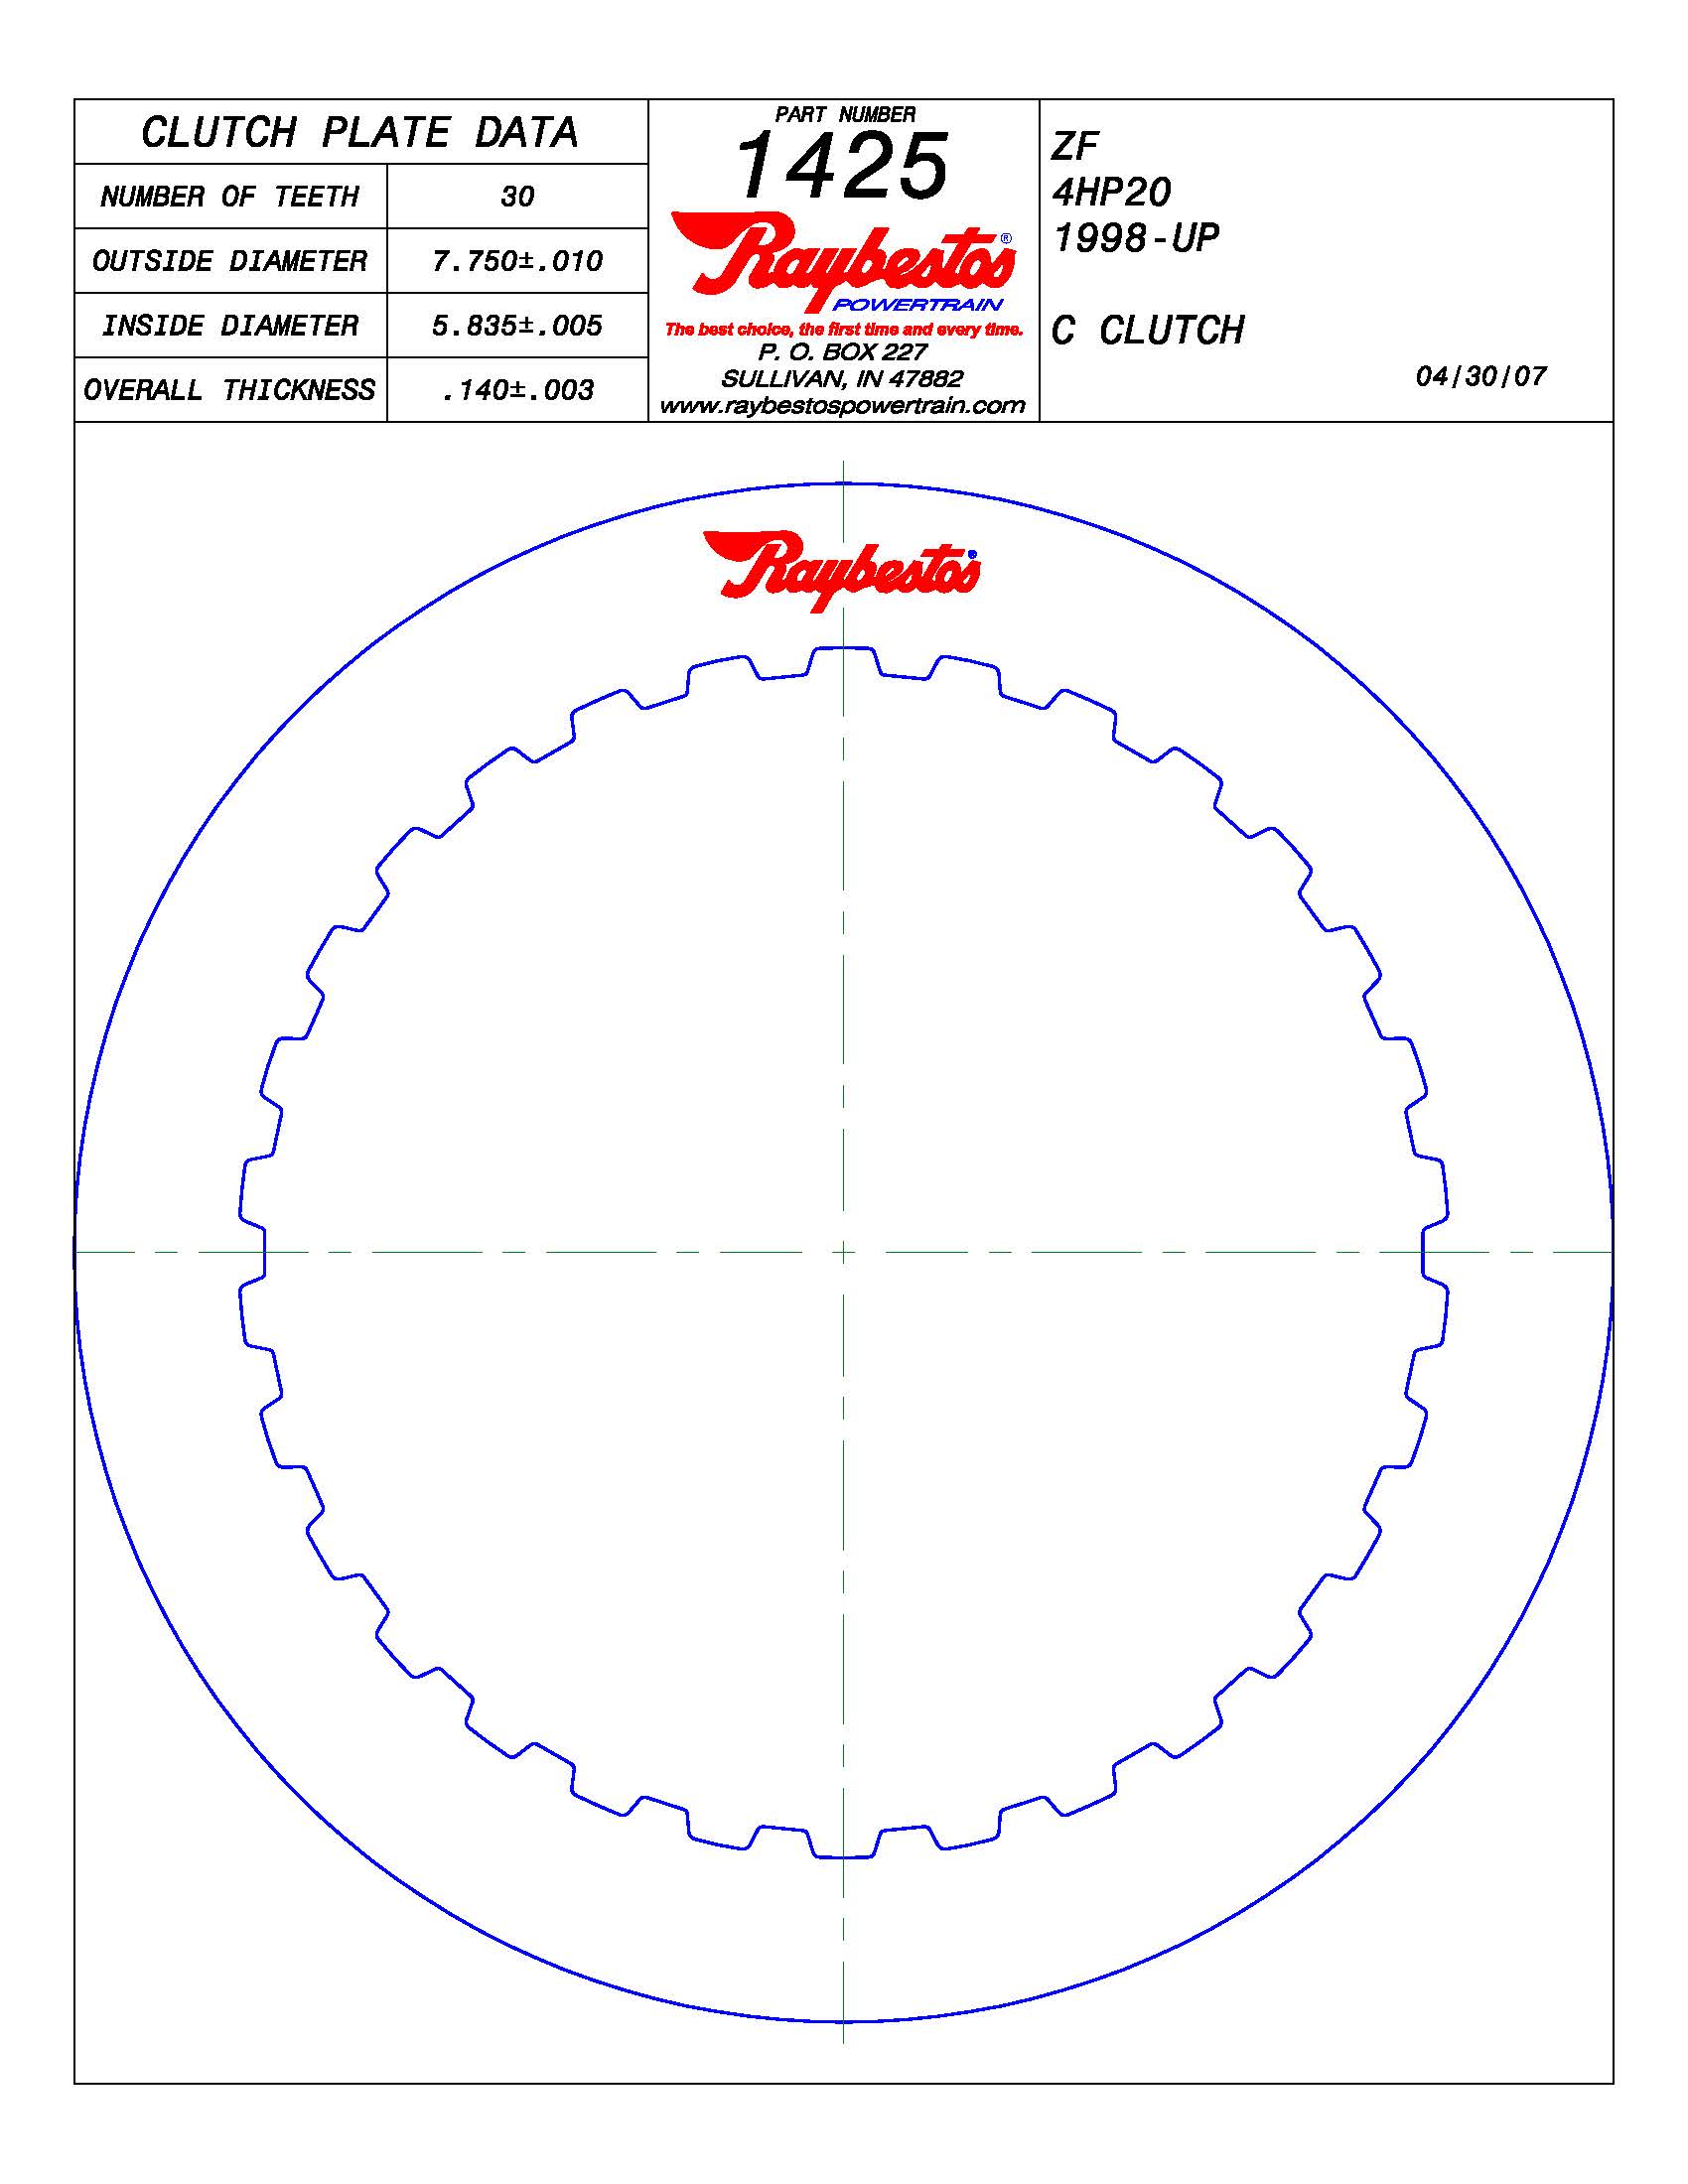 CLUTCH PLATE DATA
NUMBER OF TEETH 30
OUTSIDE DIAMETER 7.750±.010
INSIDE DIAMETER 5.835±.005
OVERALL THICKNESS .140±.003
PART NUMBER
1425
Raybestos®
POWERTRAIN
The best choice, the first time and every time.
P. O. BOX 227
SULLIVAN, IN 47882
www.raybestospowertrain.com
ZF
4HP20
1998-UP
C CLUTCH
04/30/07
Raybestos®